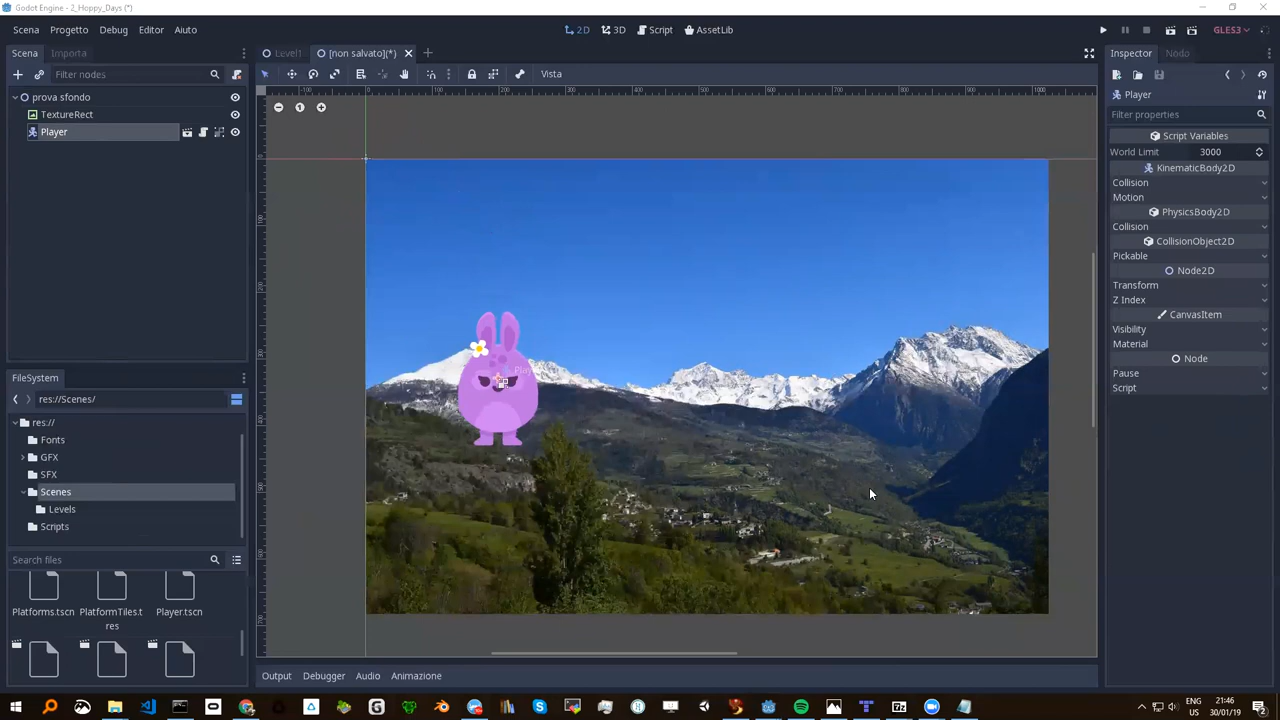 Godot Engine - 2_Hoppy_Days (*)
Scena Progetto Debug Editor Aiuto
2D 3D Script AssetLib
GLES3
Scena Importa
Level1 [non salvato](*)
Inspector Nodo
Filter nodes
Vista
Player
prova sfondo
TextureRect
Player
Filter properties
Script Variables
World Limit 3000
KinematicBody2D
Collision
Motion
PhysicsBody2D
Collision
CollisionObject2D
Pickable
Node2D
Transform
Z Index
CanvasItem
Visibility
Material
Node
Pause
Script
FileSystem
res://Scenes/
res://
Fonts
GFX
SFX
Scenes
Levels
Scripts
Search files
Platforms.tscn PlatformTiles.t
res Player.tscn
Output Debugger Audio Animazione
ENG
US
21:46
30/01/19